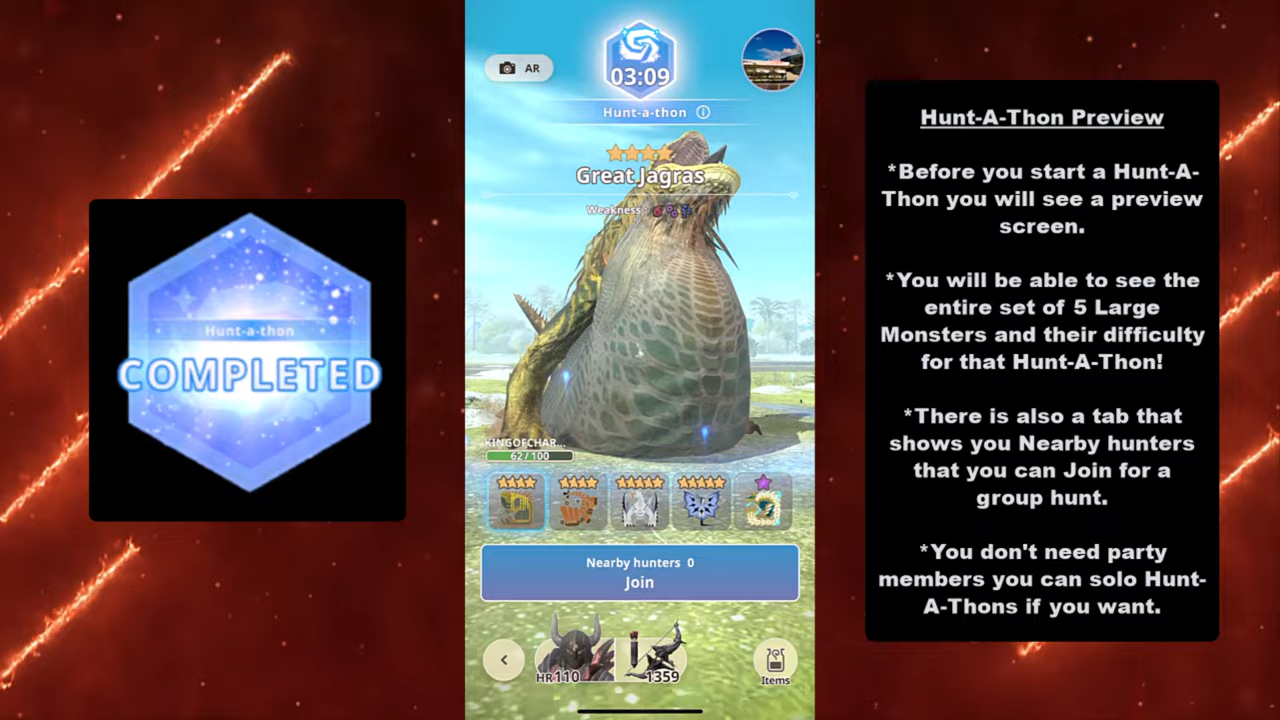 Hunt-a-thon
COMPLETED
AR
03:09
Hunt-a-thon
Great Jagras
Weakness :
KINGOFCHAR...
62 / 100
Nearby hunters 0
Join
HR110
1359
Items
Hunt-A-Thon Preview
*Before you start a Hunt-A-
Thon you will see a preview
screen.
*You will be able to see the
entire set of 5 Large
Monsters and their difficulty
for that Hunt-A-Thon!
*There is also a tab that
shows you Nearby hunters
that you can Join for a
group hunt.
*You don't need party
members you can solo Hunt-
A-Thons if you want.